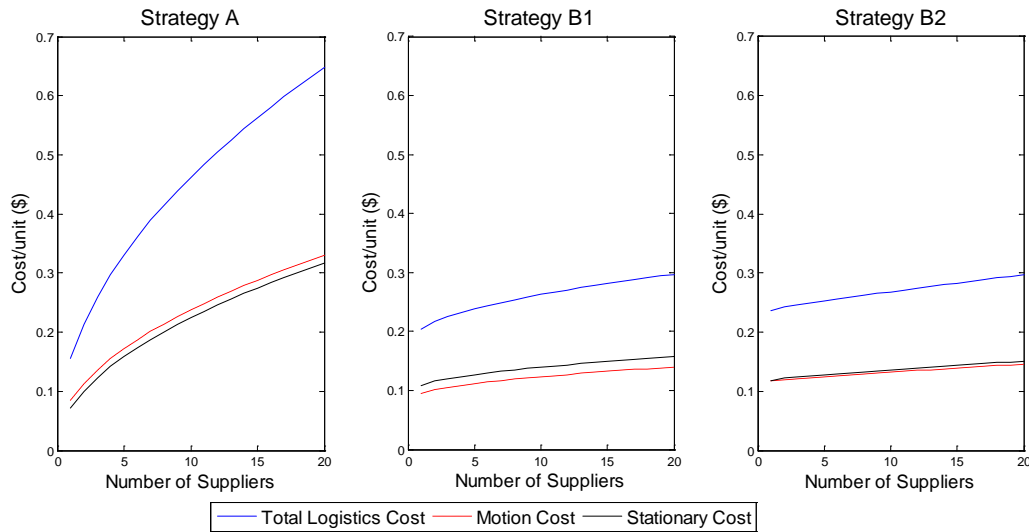 Strategy A
Strategy B1
Strategy B2
0.7
0.6
0.5
0.4
0.3
0.2
0.1
0
0 5 10 15 20
Cost/unit ($)
Number of Suppliers
0.7
0.6
0.5
0.4
0.3
0.2
0.1
0
0 5 10 15 20
Cost/unit ($)
Number of Suppliers
0.7
0.6
0.5
0.4
0.3
0.2
0.1
0
0 5 10 15 20
Cost/unit ($)
Number of Suppliers
Total Logistics Cost Motion Cost Stationary Cost